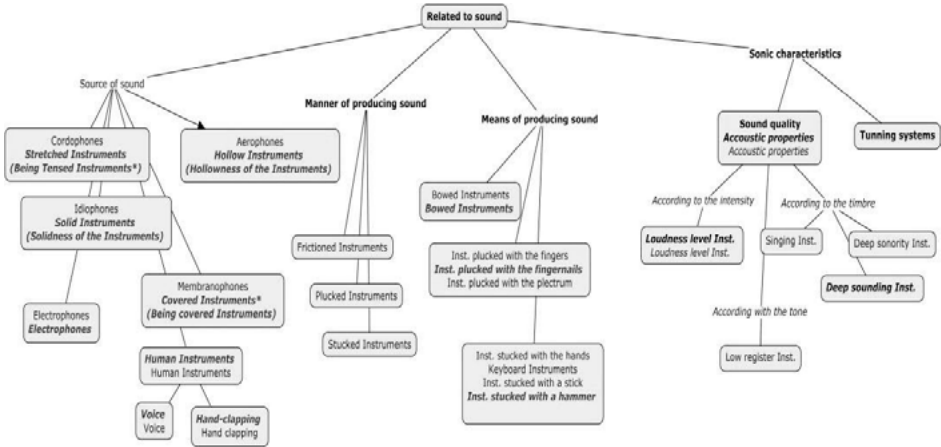 Related to sound
Source of sound
Cordophones
Stretched Instruments
(Being Tensed Instruments*)
Aerophones
Hollow Instruments
(Hollowness of the Instruments)
Idiophones
Solid Instruments
(Solidness of the Instruments)
Electrophones
Electrophones
Membranophones
Covered Instruments*
(Being covered Instruments)
Human Instruments
Human Instruments
Voice
Voice
Hand-clapping
Hand clapping
Manner of producing sound
Frictioned Instruments
Plucked Instruments
Stucked Instruments
Means of producing sound
Bowed Instruments
Bowed Instruments
Inst. plucked with the fingers
Inst. plucked with the fingernails
Inst. plucked with the plectrum
Inst. stucked with the hands
Keyboard Instruments
Inst. stucked with a stick
Inst. stucked with a hammer
Sonic characteristics
Sound quality
Accoustic properties
Acoustic properties
Tunning systems
According to the intensity
Loudness level Inst.
Loudness level Inst.
According to the timbre
Singing Inst.
Deep sonority Inst.
Deep sounding Inst.
According with the tone
Low register Inst.